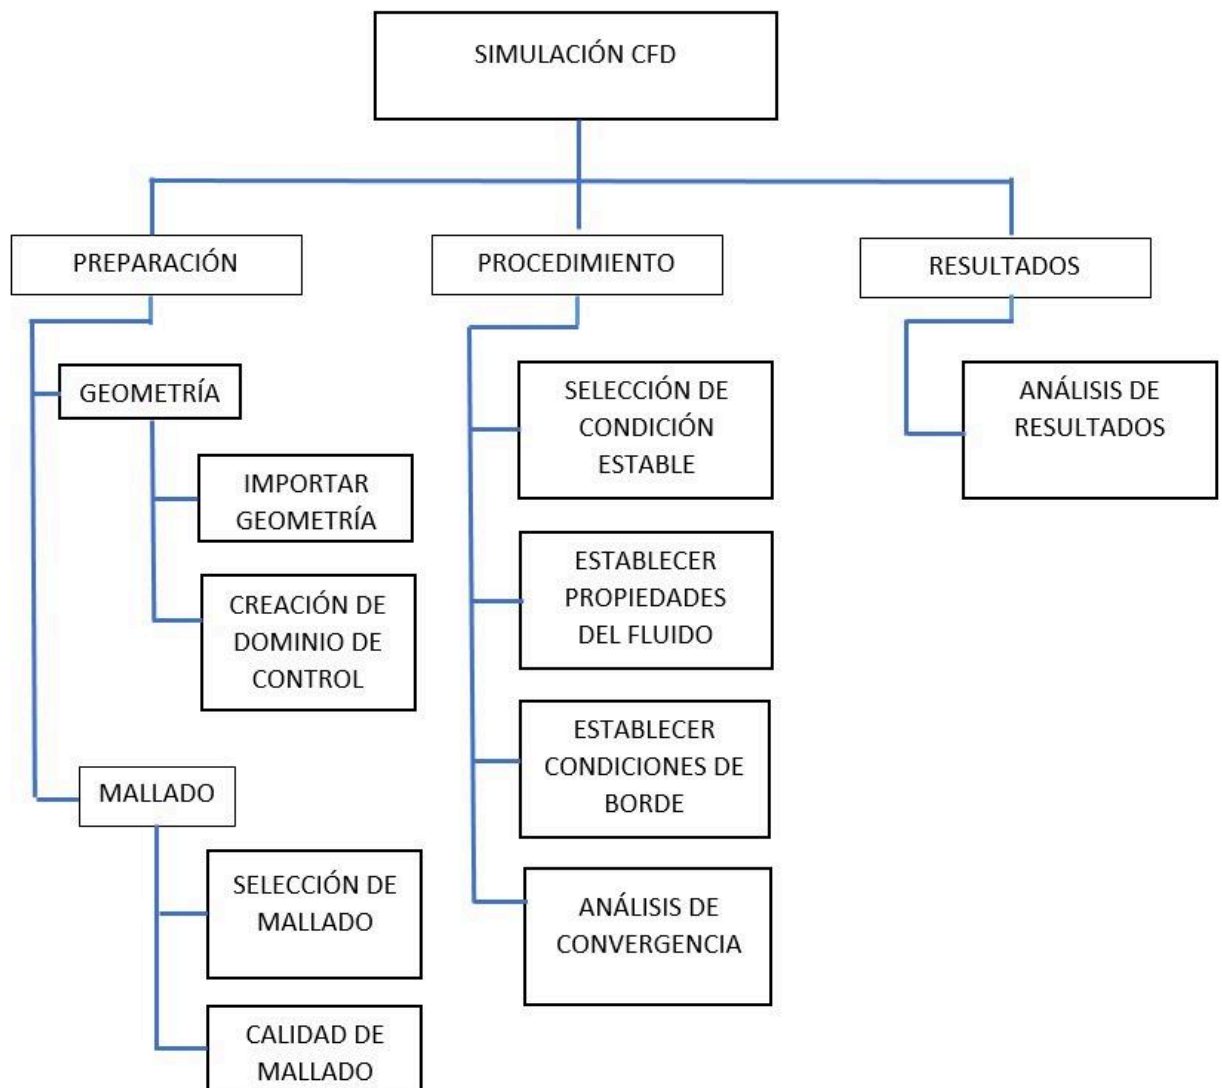 SIMULACIÓN CFD
PREPARACIÓN
GEOMETRÍA
IMPORTAR
GEOMETRÍA
CREACIÓN DE
DOMINIO DE
CONTROL
MALLADO
SELECCIÓN DE
MALLADO
CALIDAD DE
MALLADO
PROCEDIMIENTO
SELECCIÓN DE
CONDICIÓN
ESTABLE
ESTABLECER
PROPIEDADES
DEL FLUIDO
ESTABLECER
CONDICIONES DE
BORDE
ANÁLISIS DE
CONVERGENCIA
RESULTADOS
ANÁLISIS DE
RESULTADOS